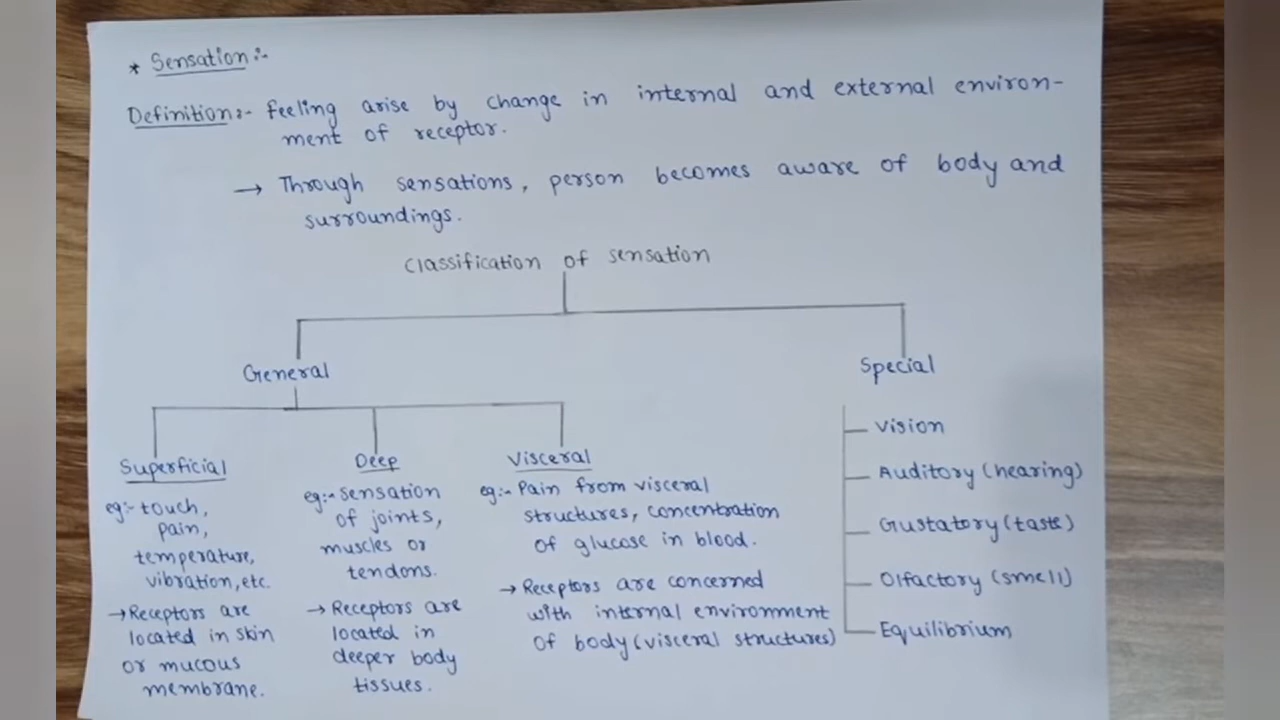 * Sensation:-
Definition:- feeling arise by change in internal and external environ-
ment of receptor.
→ Through sensations, person becomes aware of body and
surroundings.
Classification of sensation
General
Special
Superficial
eg:- touch,
pain,
temperature,
vibration, etc.
→ Receptors are
located in skin
or mucous
membrane.
Deep
eg:- sensation
of joints,
muscles or
tendons.
→ Receptors are
located in
deeper body
tissues.
Visceral
eg:- Pain from visceral
structures, concentration
of glucose in blood.
→ Receptors are concerned
with internal environment
of body (visceral structures)
Vision
Auditory (hearing)
Gustatory (taste)
Olfactory (smell)
Equilibrium